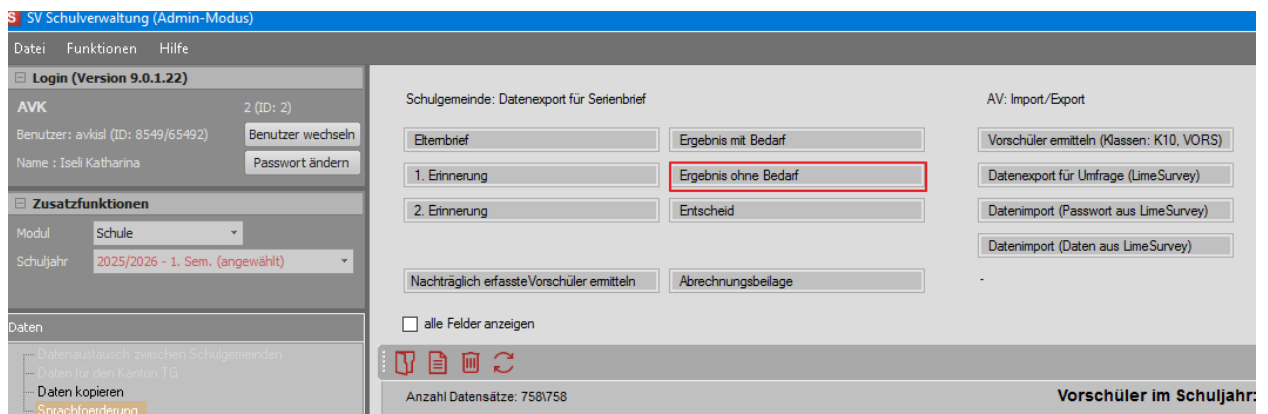 S SV Schulverwaltung (Admin-Modus)
Datei Funktionen Hilfe
Login (Version 9.0.1.22)
AVK 2 (ID: 2)
Benutzer: avkisl (ID: 8549/65492) Benutzer wechseln
Name : Iseli Katharina Passwort ändern
Zusatzfunktionen
Modul Schule
Schuljahr 2025/2026 - 1. Sem. (angewählt)
Daten
Datenaustausch zwischen Schulgemeinden
Daten für den Kanton TG
Daten kopieren
Sprachfoerderung
Schulgemeinde: Datenexport für Serienbrief
Elternbrief Ergebnis mit Bedarf
1. Erinnerung Ergebnis ohne Bedarf
2. Erinnerung Entscheid
Nachträglich erfassteVorschüler ermitteln Abrechnungsbeilage
AV: Import/Export
Vorschüler ermitteln (Klassen: K10, VORS)
Datenexport für Umfrage (LimeSurvey)
Datenimport (Passwort aus LimeSurvey)
Datenimport (Daten aus LimeSurvey)
-
alle Felder anzeigen
Anzahl Datensätze: 758\758 Vorschüler im Schuljahr: